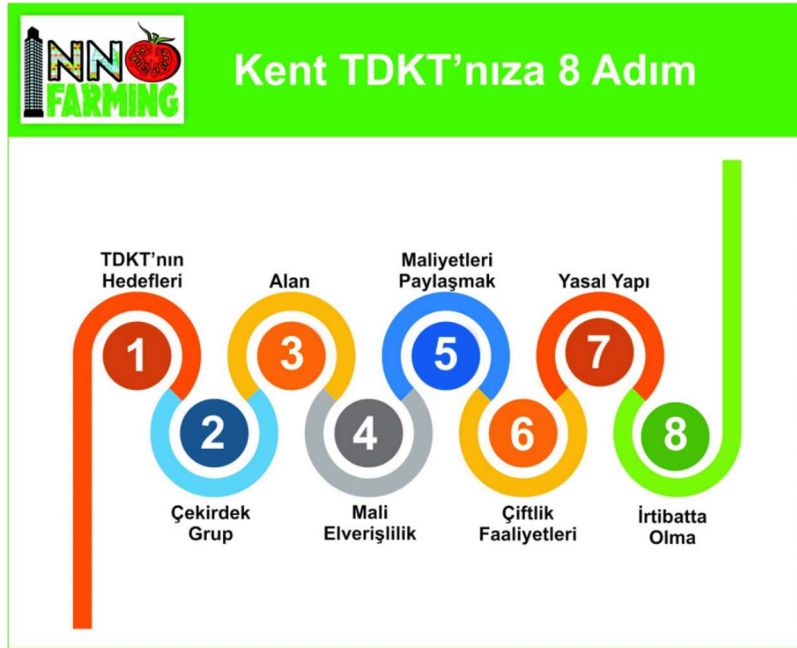 INNO
FARMING
Kent TDKT’nıza 8 Adım
TDKT’nın
Hedefleri
1
2
Çekirdek
Grup
Alan
3
4
Mali
Elverişlilik
Maliyetleri
Paylaşmak
5
6
Çiftlik
Faaliyetleri
Yasal Yapı
7
8
İrtibatta
Olma